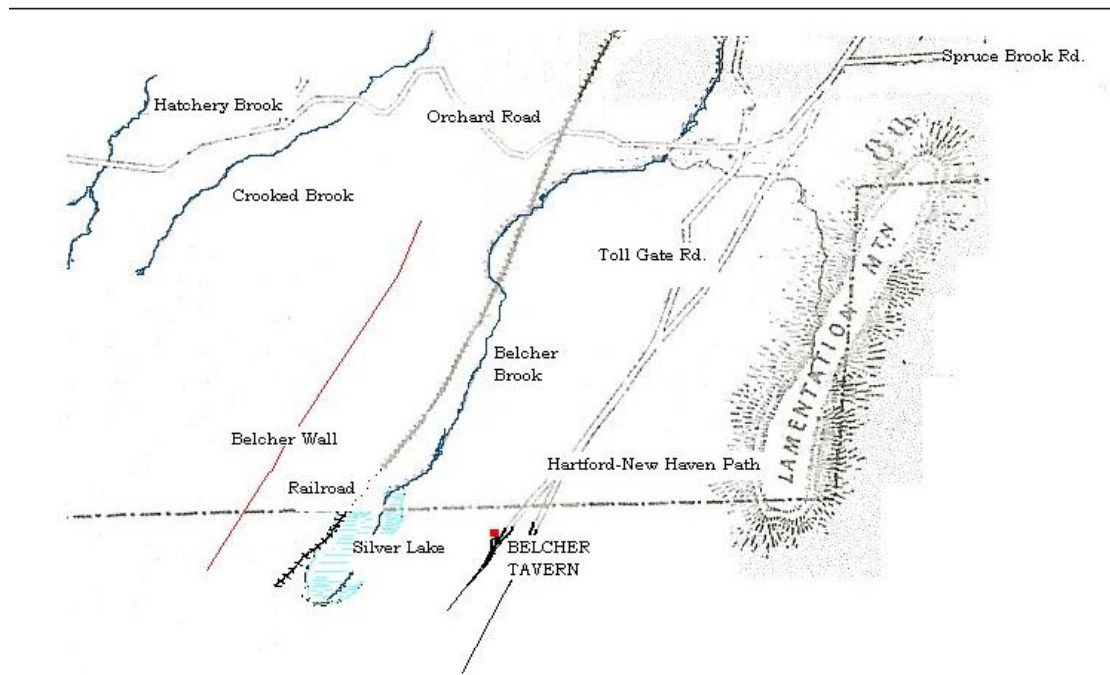 Spruce Brook Rd.
Hatchery Brook
Orchard Road
Crooked Brook
Toll Gate Rd.
LAMENTATION MTN
Belcher
Brook
Belcher Wall
Hartford-New Haven Path
Railroad
Silver Lake
BELCHER
TAVERN